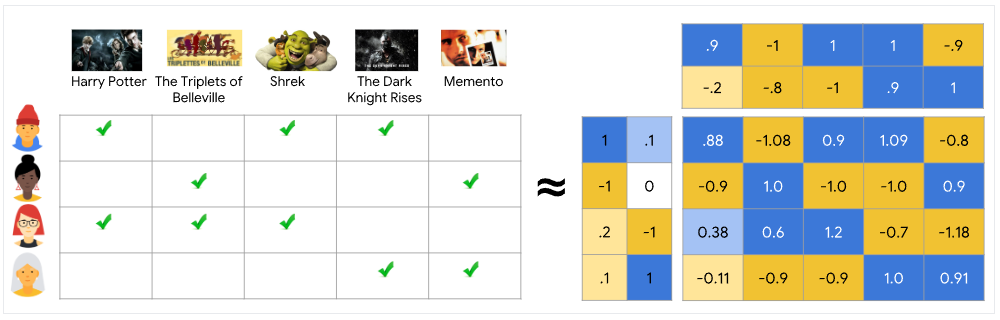 Harry Potter
The Triplets of
Belleville
Shrek
The Dark
Knight Rises
Memento
.9 -1 1 1 -.9
-.2 -.8 -1 .9 1
≈
1 .1
-1 0
.2 -1
.1 1
.88 -1.08 0.9 1.09 -0.8
-0.9 1.0 -1.0 -1.0 0.9
0.38 0.6 1.2 -0.7 -1.18
-0.11 -0.9 -0.9 1.0 0.91